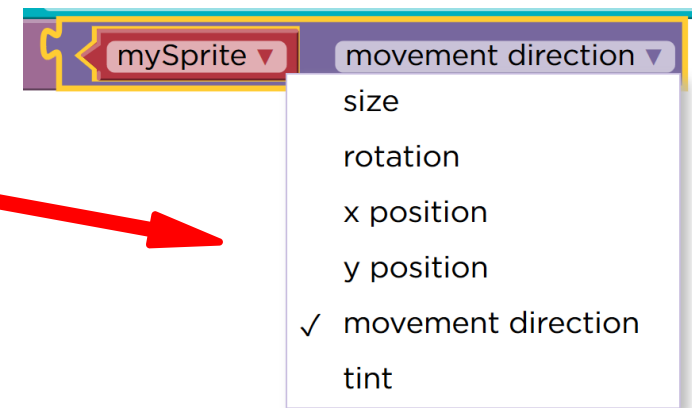 mySprite ▼ movement direction ▼
size
rotation
x position
y position
✓ movement direction
tint